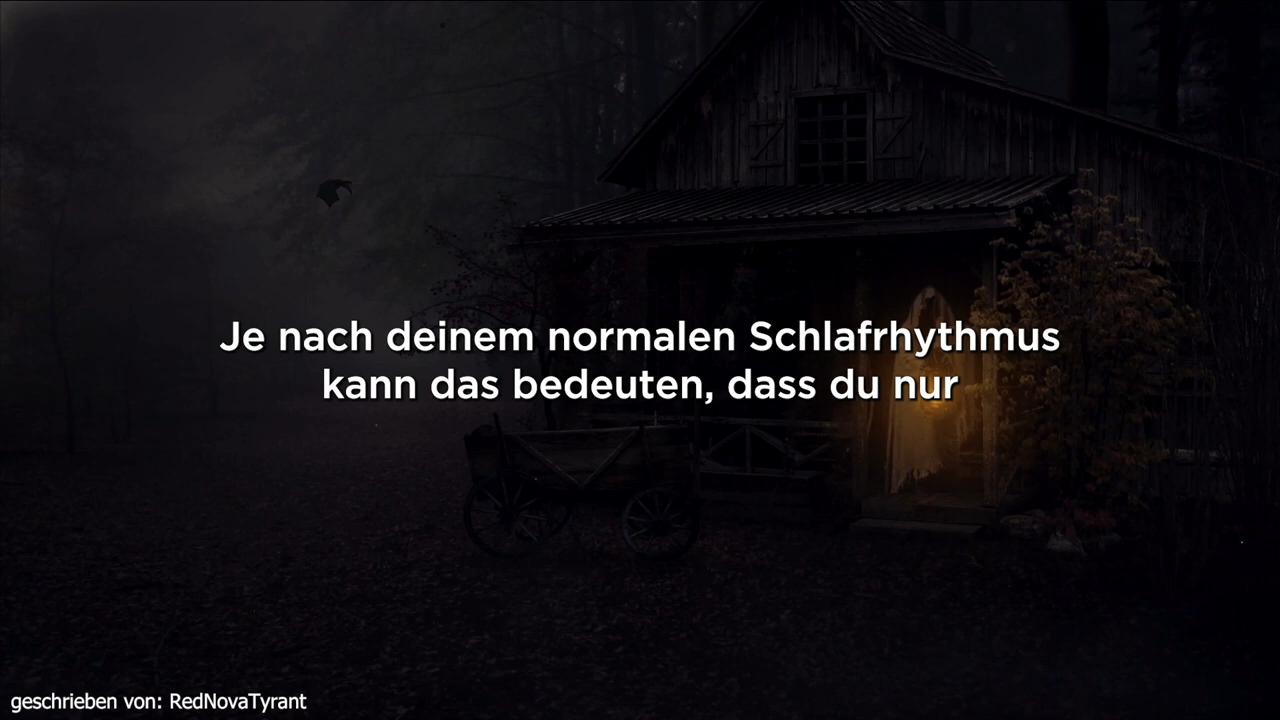 Je nach deinem normalen Schlafrhythmus
kann das bedeuten, dass du nur
geschrieben von: RedNovaTyrant